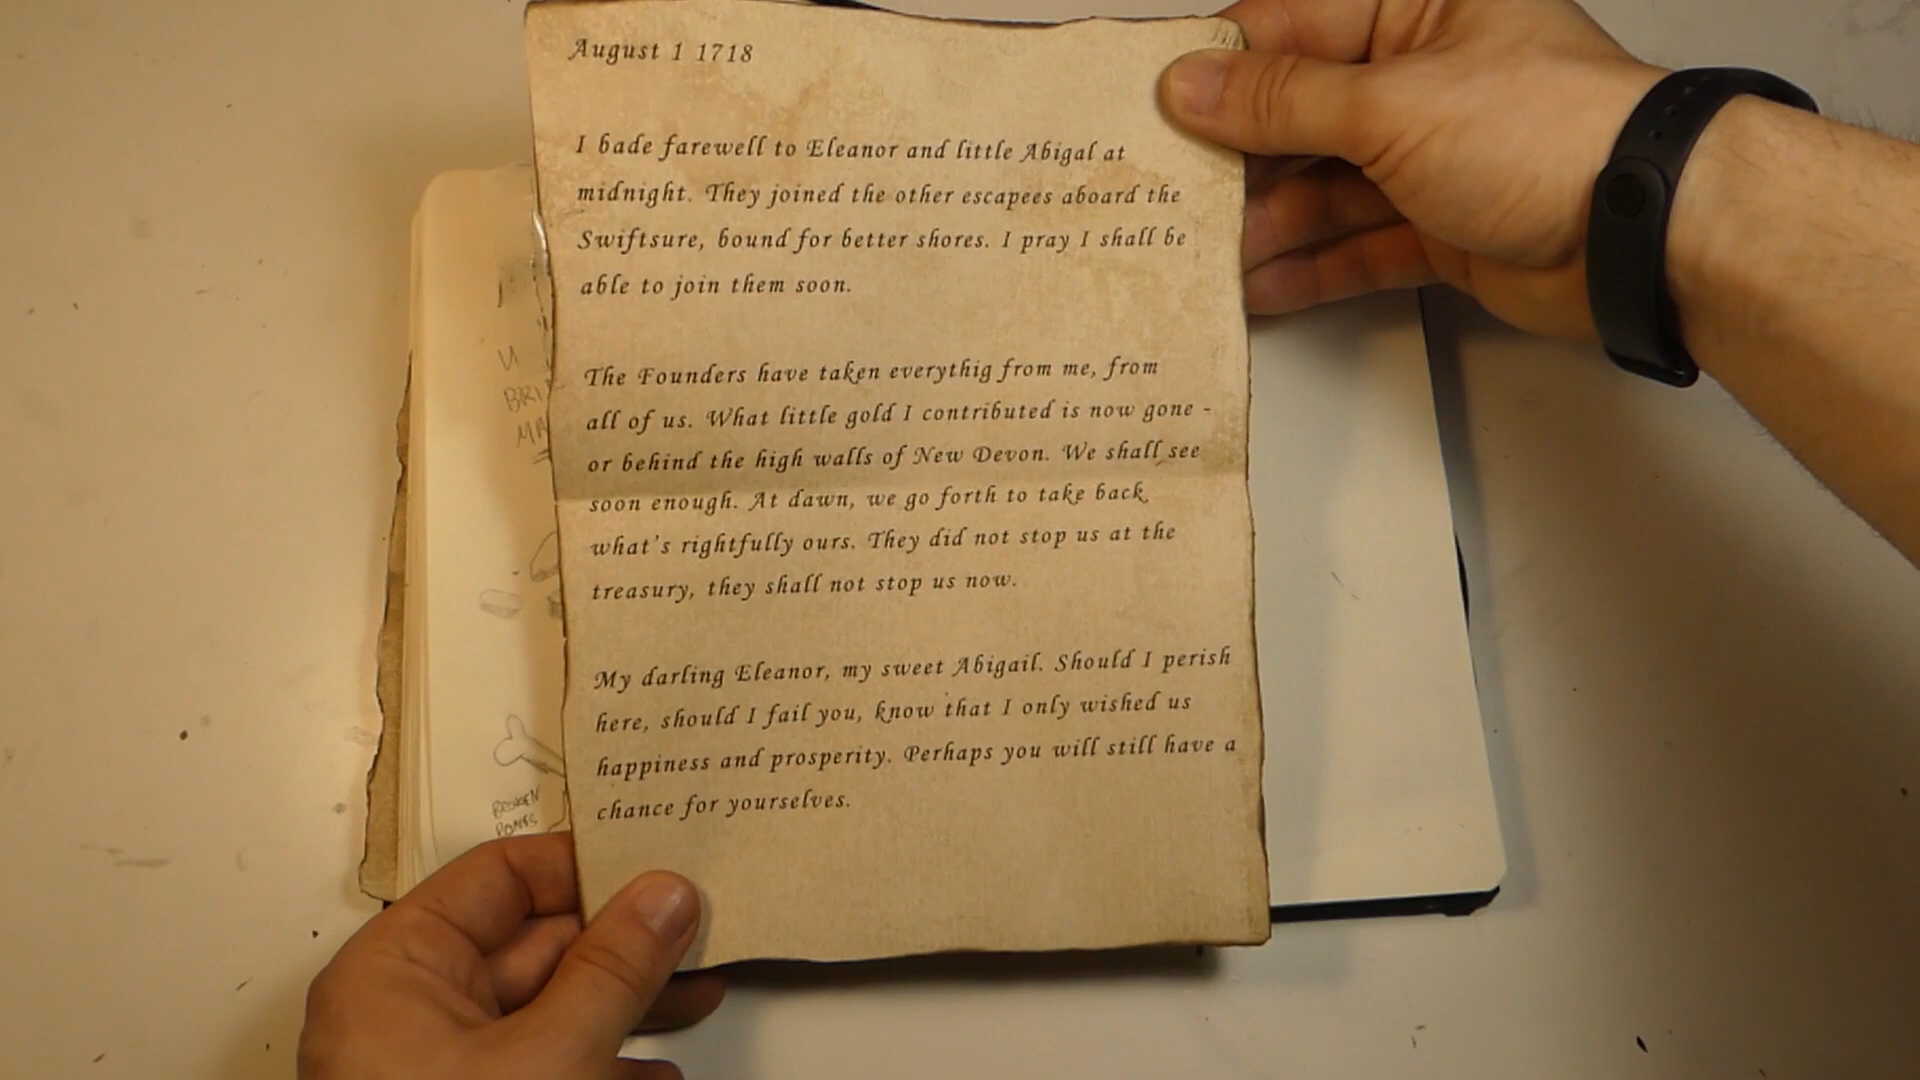 August 1 1718
I bade farewell to Eleanor and little Abigal at
midnight. They joined the other escapees aboard the
Swiftsure, bound for better shores. I pray I shall be
able to join them soon.
The Founders have taken everythig from me, from
all of us. What little gold I contributed is now gone -
or behind the high walls of New Devon. We shall see
soon enough. At dawn, we go forth to take back
what's rightfully ours. They did not stop us at the
treasury, they shall not stop us now.
My darling Eleanor, my sweet Abigail. Should I perish
here, should I fail you, know that I only wished us
happiness and prosperity. Perhaps you will still have a
chance for yourselves.
BROKEN
BONES